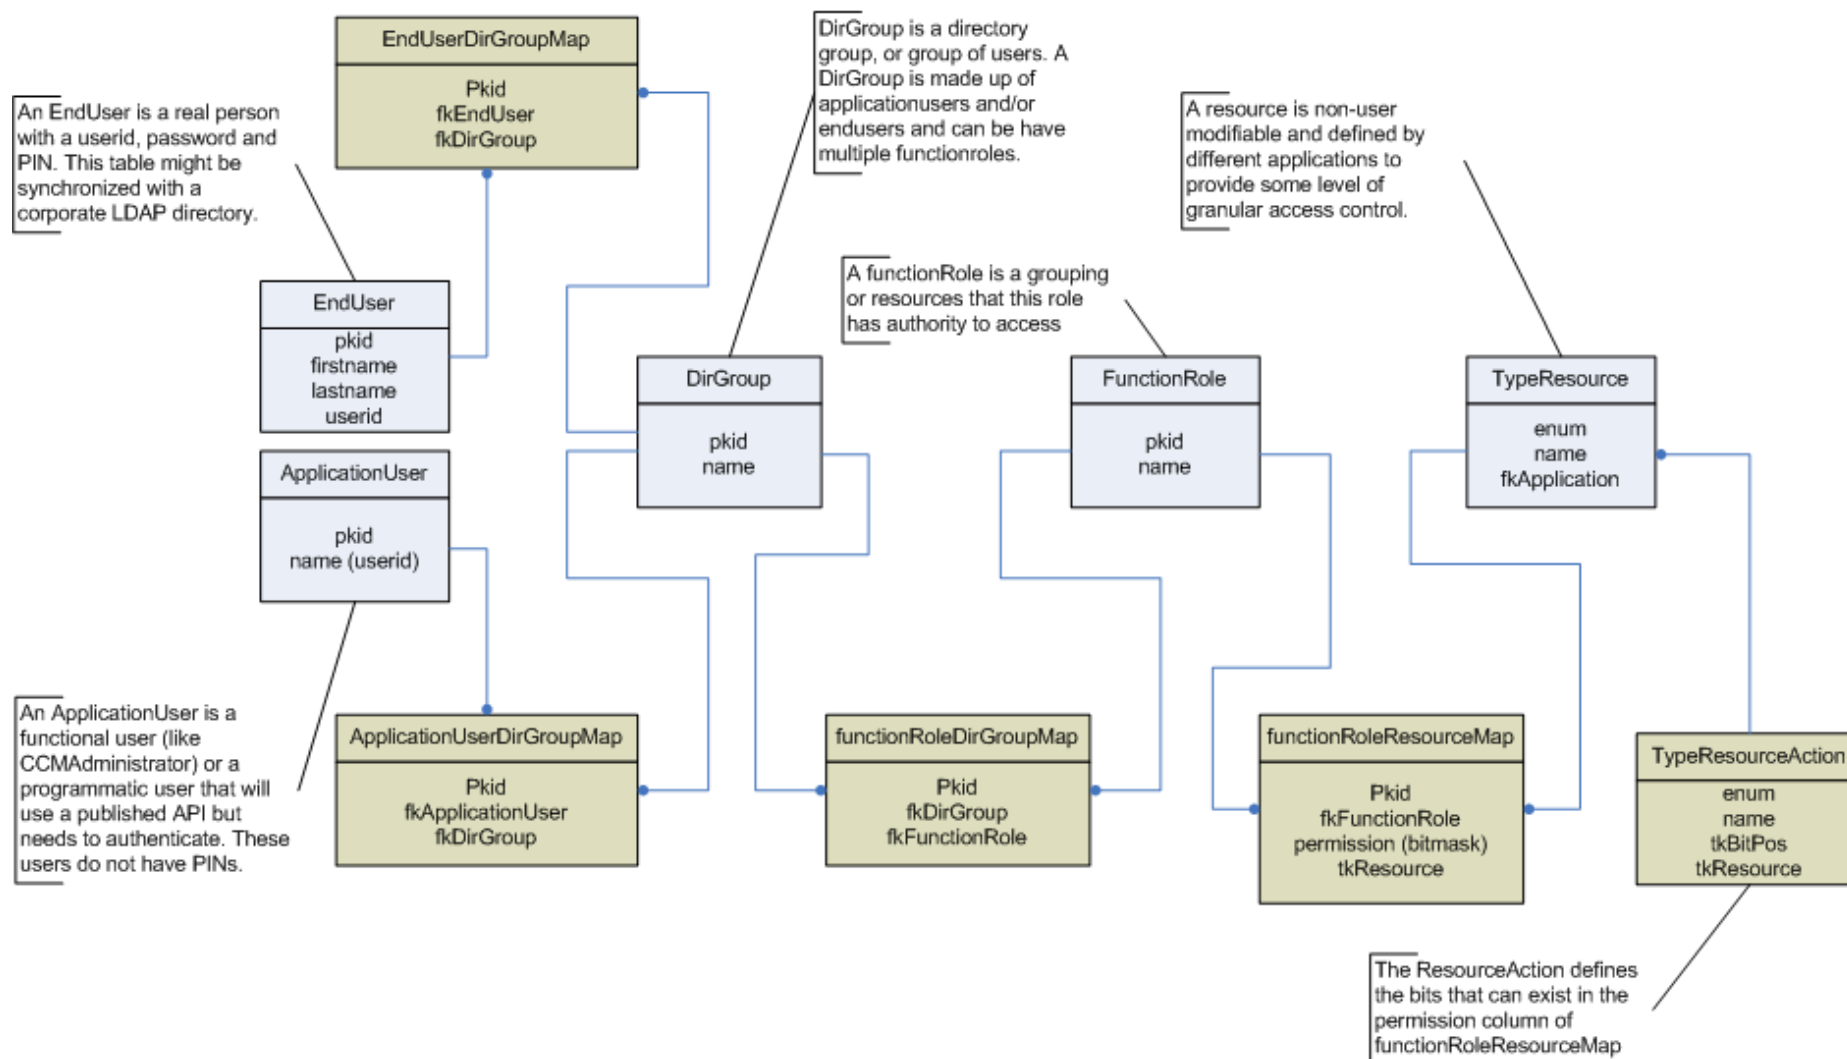 EndUserDirGroupMap
Pkid
fkEndUser
fkDirGroup
An EndUser is a real person
with a userid, password and
PIN. This table might be
synchronized with a
corporate LDAP directory.
DirGroup is a directory
group, or group of users. A
DirGroup is made up of
applicationusers and/or
endusers and can be have
multiple functionroles.
A resource is non-user
modifiable and defined by
different applications to
provide some level of
granular access control.
A functionRole is a grouping
or resources that this role
has authority to access
EndUser
pkid
firstname
lastname
userid
DirGroup
pkid
name
FunctionRole
pkid
name
TypeResource
enum
name
fkApplication
ApplicationUser
pkid
name (userid)
An ApplicationUser is a
functional user (like
CCMAdministrator) or a
programmatic user that will
use a published API but
needs to authenticate. These
users do not have PINs.
ApplicationUserDirGroupMap
Pkid
fkApplicationUser
fkDirGroup
functionRoleDirGroupMap
Pkid
fkDirGroup
fkFunctionRole
functionRoleResourceMap
Pkid
fkFunctionRole
permission (bitmask)
tkResource
TypeResourceAction
enum
name
tkBitPos
tkResource
The ResourceAction defines
the bits that can exist in the
permission column of
functionRoleResourceMap